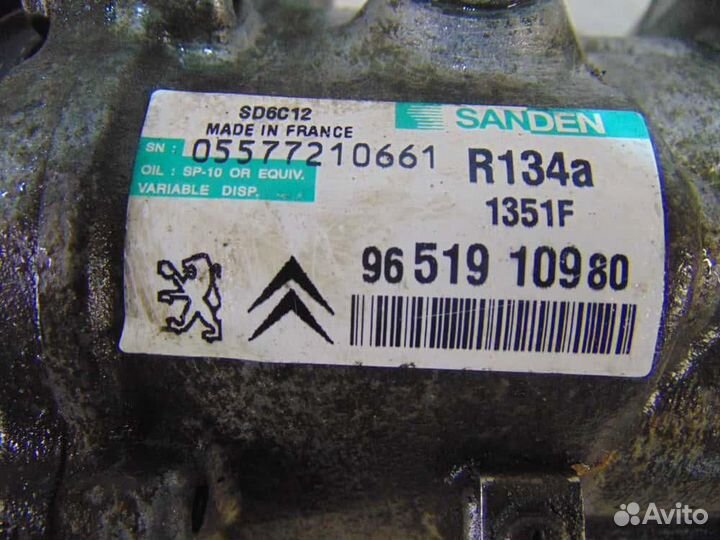 SD6C12
MADE IN FRANCE
SANDEN
SN : 05577210661
OIL : SP-10 OR EQUIV.
VARIABLE DISP.
R134a
1351F
96 519 109 80
Avito